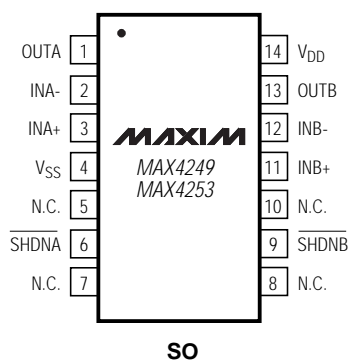 OUTA 1 14 VDD
INA- 2 13 OUTB
INA+ 3 MAXIM 12 INB-
VSS 4 MAX4249 11 INB+
MAX4253
N.C. 5 10 N.C.
SHDNA 6 9 SHDNB
N.C. 7 8 N.C.
SO